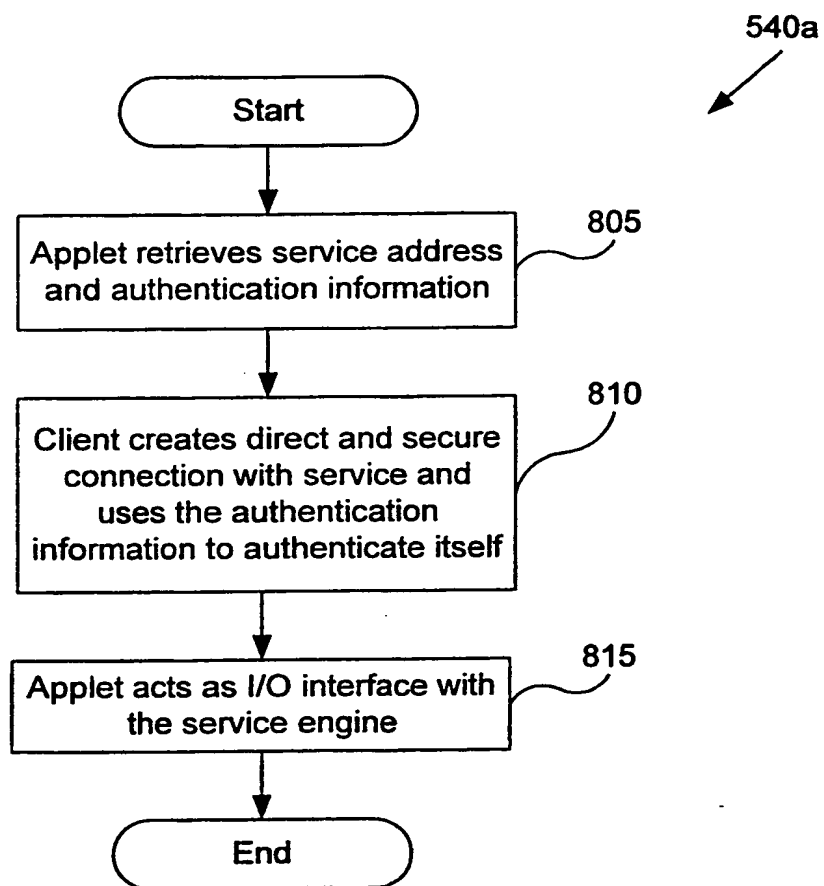 540a
Start
805
Applet retrieves service address
and authentication information
810
Client creates direct and secure
connection with service and
uses the authentication
information to authenticate itself
815
Applet acts as I/O interface with
the service engine
End